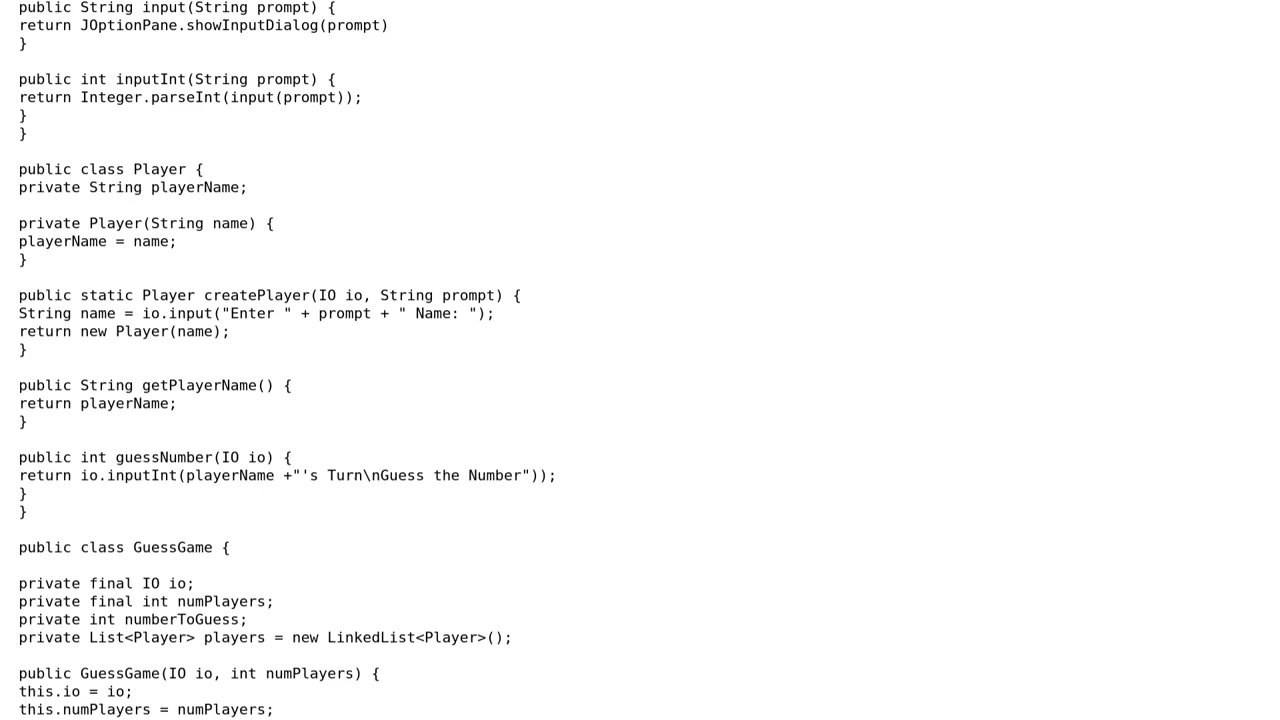 public String input(String prompt) {
return JOptionPane.showInputDialog(prompt)
}

public int inputInt(String prompt) {
return Integer.parseInt(input(prompt));
}
}

public class Player {
private String playerName;

private Player(String name) {
playerName = name;
}

public static Player createPlayer(IO io, String prompt) {
String name = io.input("Enter " + prompt + " Name: ");
return new Player(name);
}

public String getPlayerName() {
return playerName;
}

public int guessNumber(IO io) {
return io.inputInt(playerName +"'s Turn\nGuess the Number"));
}
}

public class GuessGame {

private final IO io;
private final int numPlayers;
private int numberToGuess;
private List<Player> players = new LinkedList<Player>();

public GuessGame(IO io, int numPlayers) {
this.io = io;
this.numPlayers = numPlayers;